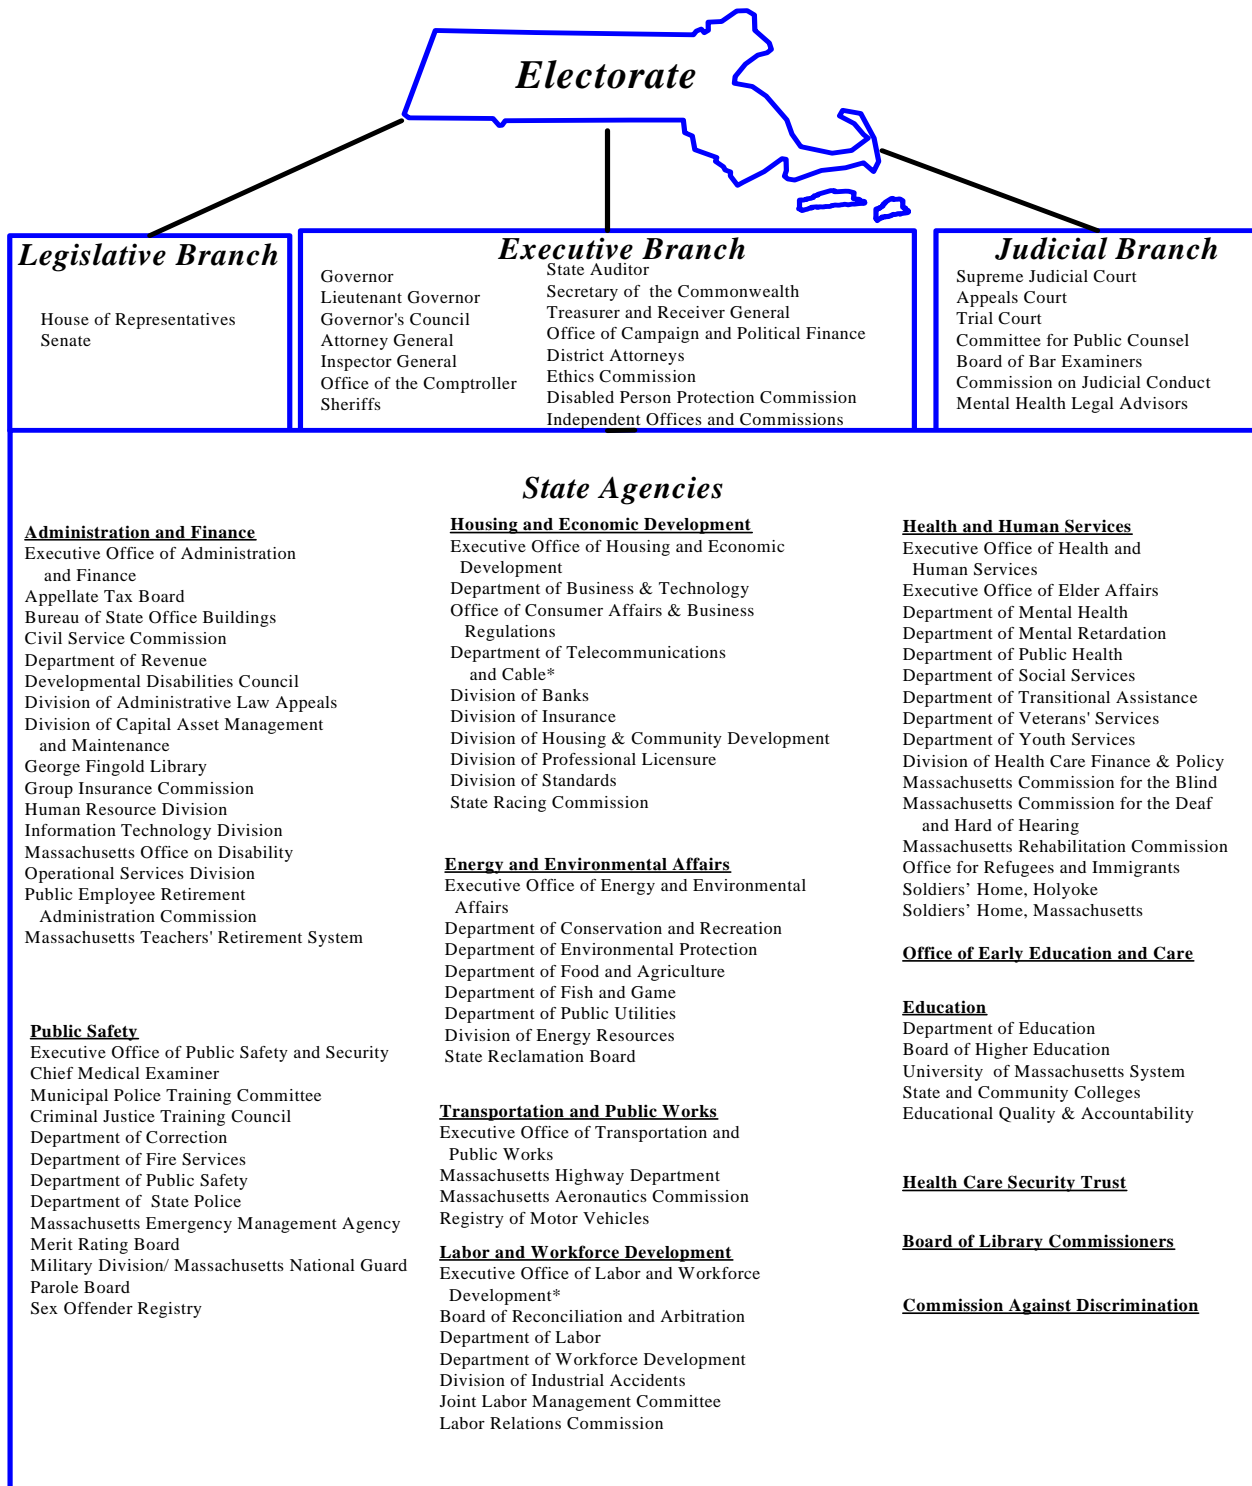 Electorate
Legislative Branch
House of Representatives
Senate
Executive Branch
Governor
Lieutenant Governor
Governor's Council
Attorney General
Inspector General
Office of the Comptroller
Sheriffs
State Auditor
Secretary of  the Commonwealth
Treasurer and Receiver General
Office of Campaign and Political Finance
District Attorneys
Ethics Commission
Disabled Person Protection Commission
Independent Offices and Commissions
Judicial Branch
Supreme Judicial Court
Appeals Court
Trial Court
Committee for Public Counsel
Board of Bar Examiners
Commission on Judicial Conduct
Mental Health Legal Advisors
State Agencies
Administration and Finance
Executive Office of Administration
and Finance
Appellate Tax Board
Bureau of State Office Buildings
Civil Service Commission
Department of Revenue
Developmental Disabilities Council
Division of Administrative Law Appeals
Division of Capital Asset Management
and Maintenance
George Fingold Library
Group Insurance Commission
Human Resource Division
Information Technology Division
Massachusetts Office on Disability
Operational Services Division
Public Employee Retirement
Administration Commission
Massachusetts Teachers' Retirement System
Public Safety
Executive Office of Public Safety and Security
Chief Medical Examiner
Municipal Police Training Committee
Criminal Justice Training Council
Department of Correction
Department of Fire Services
Department of Public Safety
Department of  State Police
Massachusetts Emergency Management Agency
Merit Rating Board
Military Division/ Massachusetts National Guard
Parole Board
Sex Offender Registry
Housing and Economic Development
Executive Office of Housing and Economic
Development
Department of Business & Technology
Office of Consumer Affairs & Business
Regulations
Department of Telecommunications
and Cable*
Division of Banks
Division of Insurance
Division of Housing & Community Development
Division of Professional Licensure
Division of Standards
State Racing Commission
Energy and Environmental Affairs
Executive Office of Energy and Environmental
Affairs
Department of Conservation and Recreation
Department of Environmental Protection
Department of Food and Agriculture
Department of Fish and Game
Department of Public Utilities
Division of Energy Resources
State Reclamation Board
Transportation and Public Works
Executive Office of Transportation and
Public Works
Massachusetts Highway Department
Massachusetts Aeronautics Commission
Registry of Motor Vehicles
Labor and Workforce Development
Executive Office of Labor and Workforce
Development*
Board of Reconciliation and Arbitration
Department of Labor
Department of Workforce Development
Division of Industrial Accidents
Joint Labor Management Committee
Labor Relations Commission
Health and Human Services
Executive Office of Health and
Human Services
Executive Office of Elder Affairs
Department of Mental Health
Department of Mental Retardation
Department of Public Health
Department of Social Services
Department of Transitional Assistance
Department of Veterans' Services
Department of Youth Services
Division of Health Care Finance & Policy
Massachusetts Commission for the Blind
Massachusetts Commission for the Deaf
and Hard of Hearing
Massachusetts Rehabilitation Commission
Office for Refugees and Immigrants
Soldiers’ Home, Holyoke
Soldiers’ Home, Massachusetts
Office of Early Education and Care
Education
Department of Education
Board of Higher Education
University  of Massachusetts System
State and Community Colleges
Educational Quality & Accountability
Health Care Security Trust
Board of Library Commissioners
Commission Against Discrimination